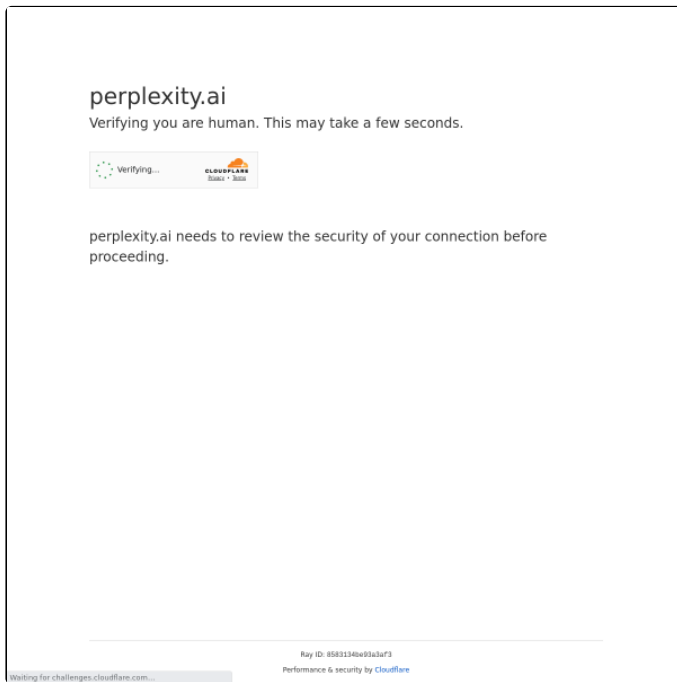 perplexity.ai
Verifying you are human. This may take a few seconds.
Verifying...
CLOUDFLARE
Privacy • Terms
perplexity.ai needs to review the security of your connection before
proceeding.
Ray ID: 8583134be93a3af3
Performance & security by Cloudflare
Waiting for challenges.cloudflare.com...